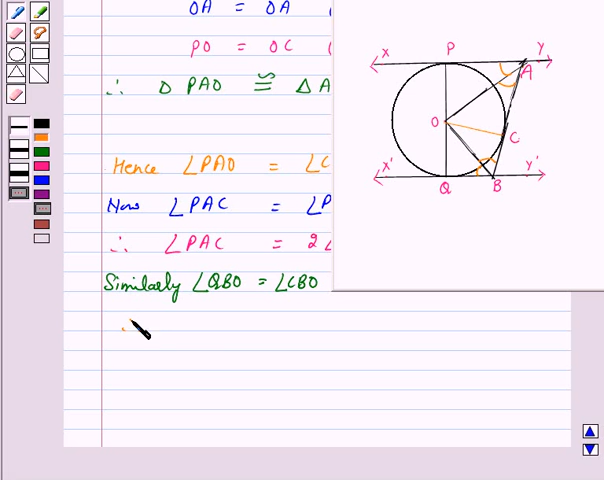 OA = OA (
PO = OC (
∴ Δ PAO ≅ Δ A
Hence ∠PAO = ∠C
Now ∠PAC = ∠P
∴ ∠PAC = 2∠
Similarly ∠QBO = ∠CBO
X P Y
A
O
C
X' Y'
Q B